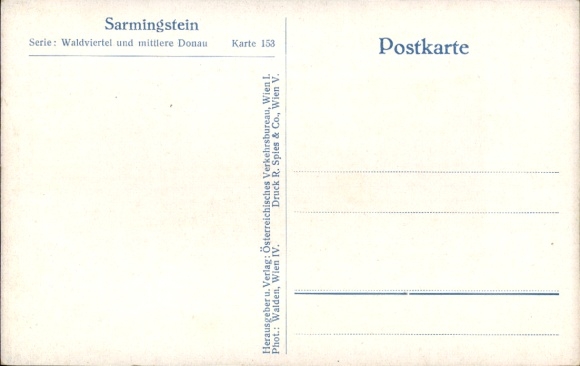 Sarmingstein
Serie: Waldviertel und mittlere Donau Karte 153
Postkarte
Herausgeber u. Verlag: Österreichisches Verkehrsbureau, Wien I.
Phot.: Walden, Wien IV. Druck R. Spies & Co., Wien V.